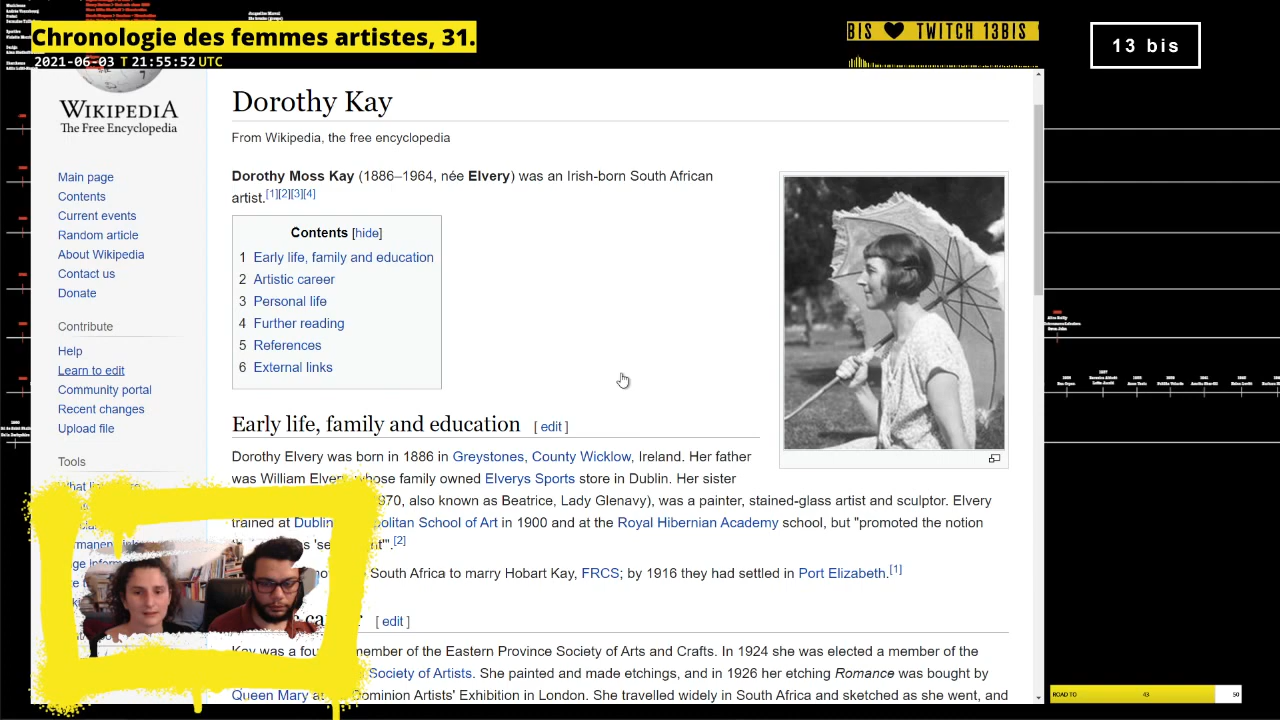 Chronologie des femmes artistes, 31.
2021-06-03 T 21:55:52 UTC
BIS TWITCH 13BIS
13 bis
WIKIPEDIA
The Free Encyclopedia
Main page
Contents
Current events
Random article
About Wikipedia
Contact us
Donate
Contribute
Help
Learn to edit
Community portal
Recent changes
Upload file
Tools
Dorothy Kay
From Wikipedia, the free encyclopedia
Dorothy Moss Kay (1886–1964, née Elvery) was an Irish-born South African
artist.[1][2][3][4]
Contents [hide]
1 Early life, family and education
2 Artistic career
3 Personal life
4 Further reading
5 References
6 External links
Early life, family and education [ edit ]
Dorothy Elvery was born in 1886 in Greystones, County Wicklow, Ireland. Her father
was William Elvery, whose family owned Elverys Sports store in Dublin. Her sister
970, also known as Beatrice, Lady Glenavy), was a painter, stained-glass artist and sculptor. Elvery
trained at Dublin Metropolitan School of Art in 1900 and at the Royal Hibernian Academy school, but "promoted the notion
[2]
South Africa to marry Hobart Kay, FRCS; by 1916 they had settled in Port Elizabeth.[1]
[ edit ]
Kay was a founder member of the Eastern Province Society of Arts and Crafts. In 1924 she was elected a member of the
Society of Artists. She painted and made etchings, and in 1926 her etching Romance was bought by
Queen Mary at Dominion Artists' Exhibition in London. She travelled widely in South Africa and sketched as she went, and
ROAD TO 43 50